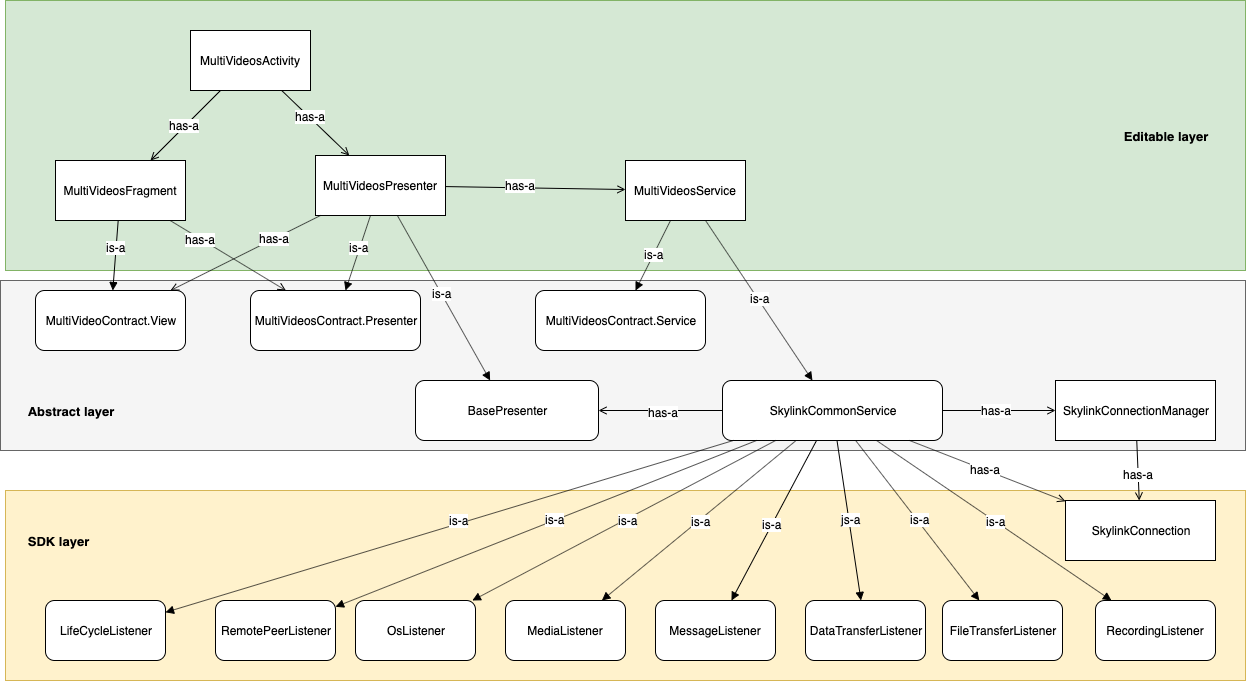 MultiVideosActivity
has-a
has-a
Editable layer
MultiVideosFragment
MultiVideosPresenter
has-a
MultiVideosService
is-a
has-a
has-a
is-a
is-a
is-a
is-a
MultiVideoContract.View
MultiVideosContract.Presenter
MultiVideosContract.Service
Abstract layer
BasePresenter
has-a
SkylinkCommonService
has-a
SkylinkConnectionManager
has-a
has-a
SDK layer
is-a
is-a
is-a
is-a
is-a
js-a
is-a
is-a
SkylinkConnection
LifeCycleListener
RemotePeerListener
OsListener
MediaListener
MessageListener
DataTransferListener
FileTransferListener
RecordingListener